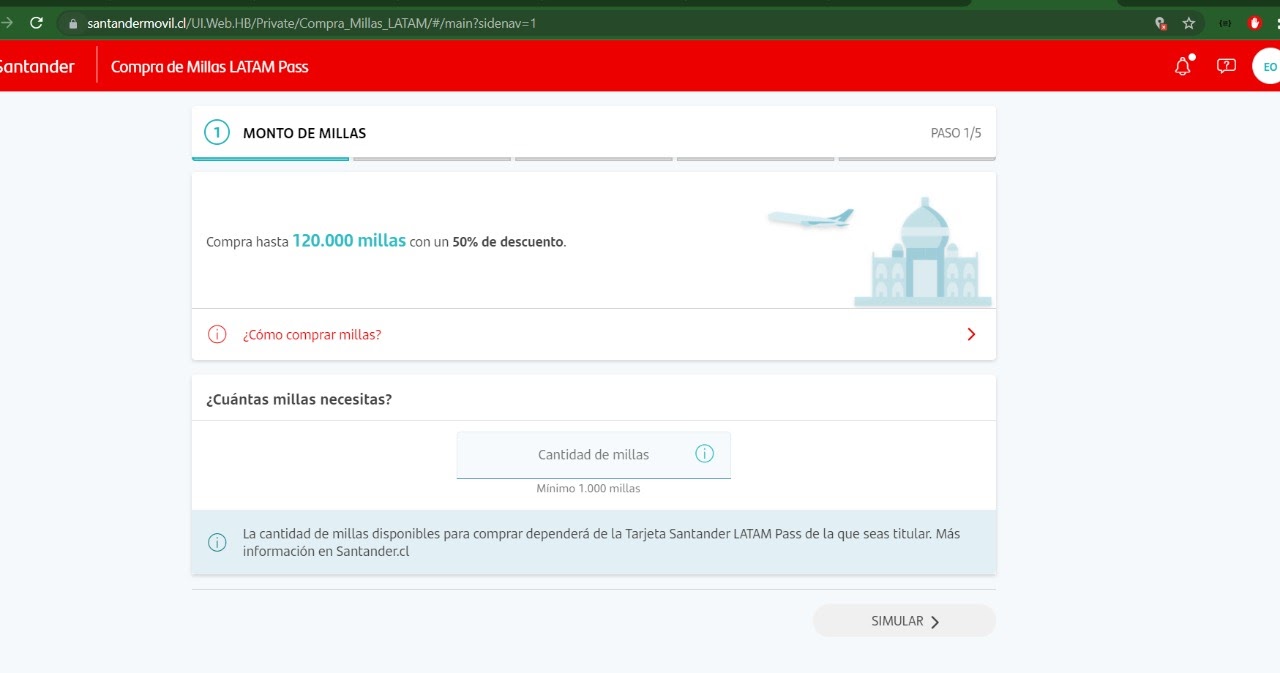 santandermovil.cl/UI.Web.HB/Private/Compra_Millas_LATAM/#/main?sidenav=1
Santander
Compra de Millas LATAM Pass
EO
1 MONTO DE MILLAS
PASO 1/5
Compra hasta 120.000 millas con un 50% de descuento.
¿Cómo comprar millas?
¿Cuántas millas necesitas?
Cantidad de millas
Mínimo 1.000 millas
La cantidad de millas disponibles para comprar dependerá de la Tarjeta Santander LATAM Pass de la que seas titular. Más
información en Santander.cl
SIMULAR